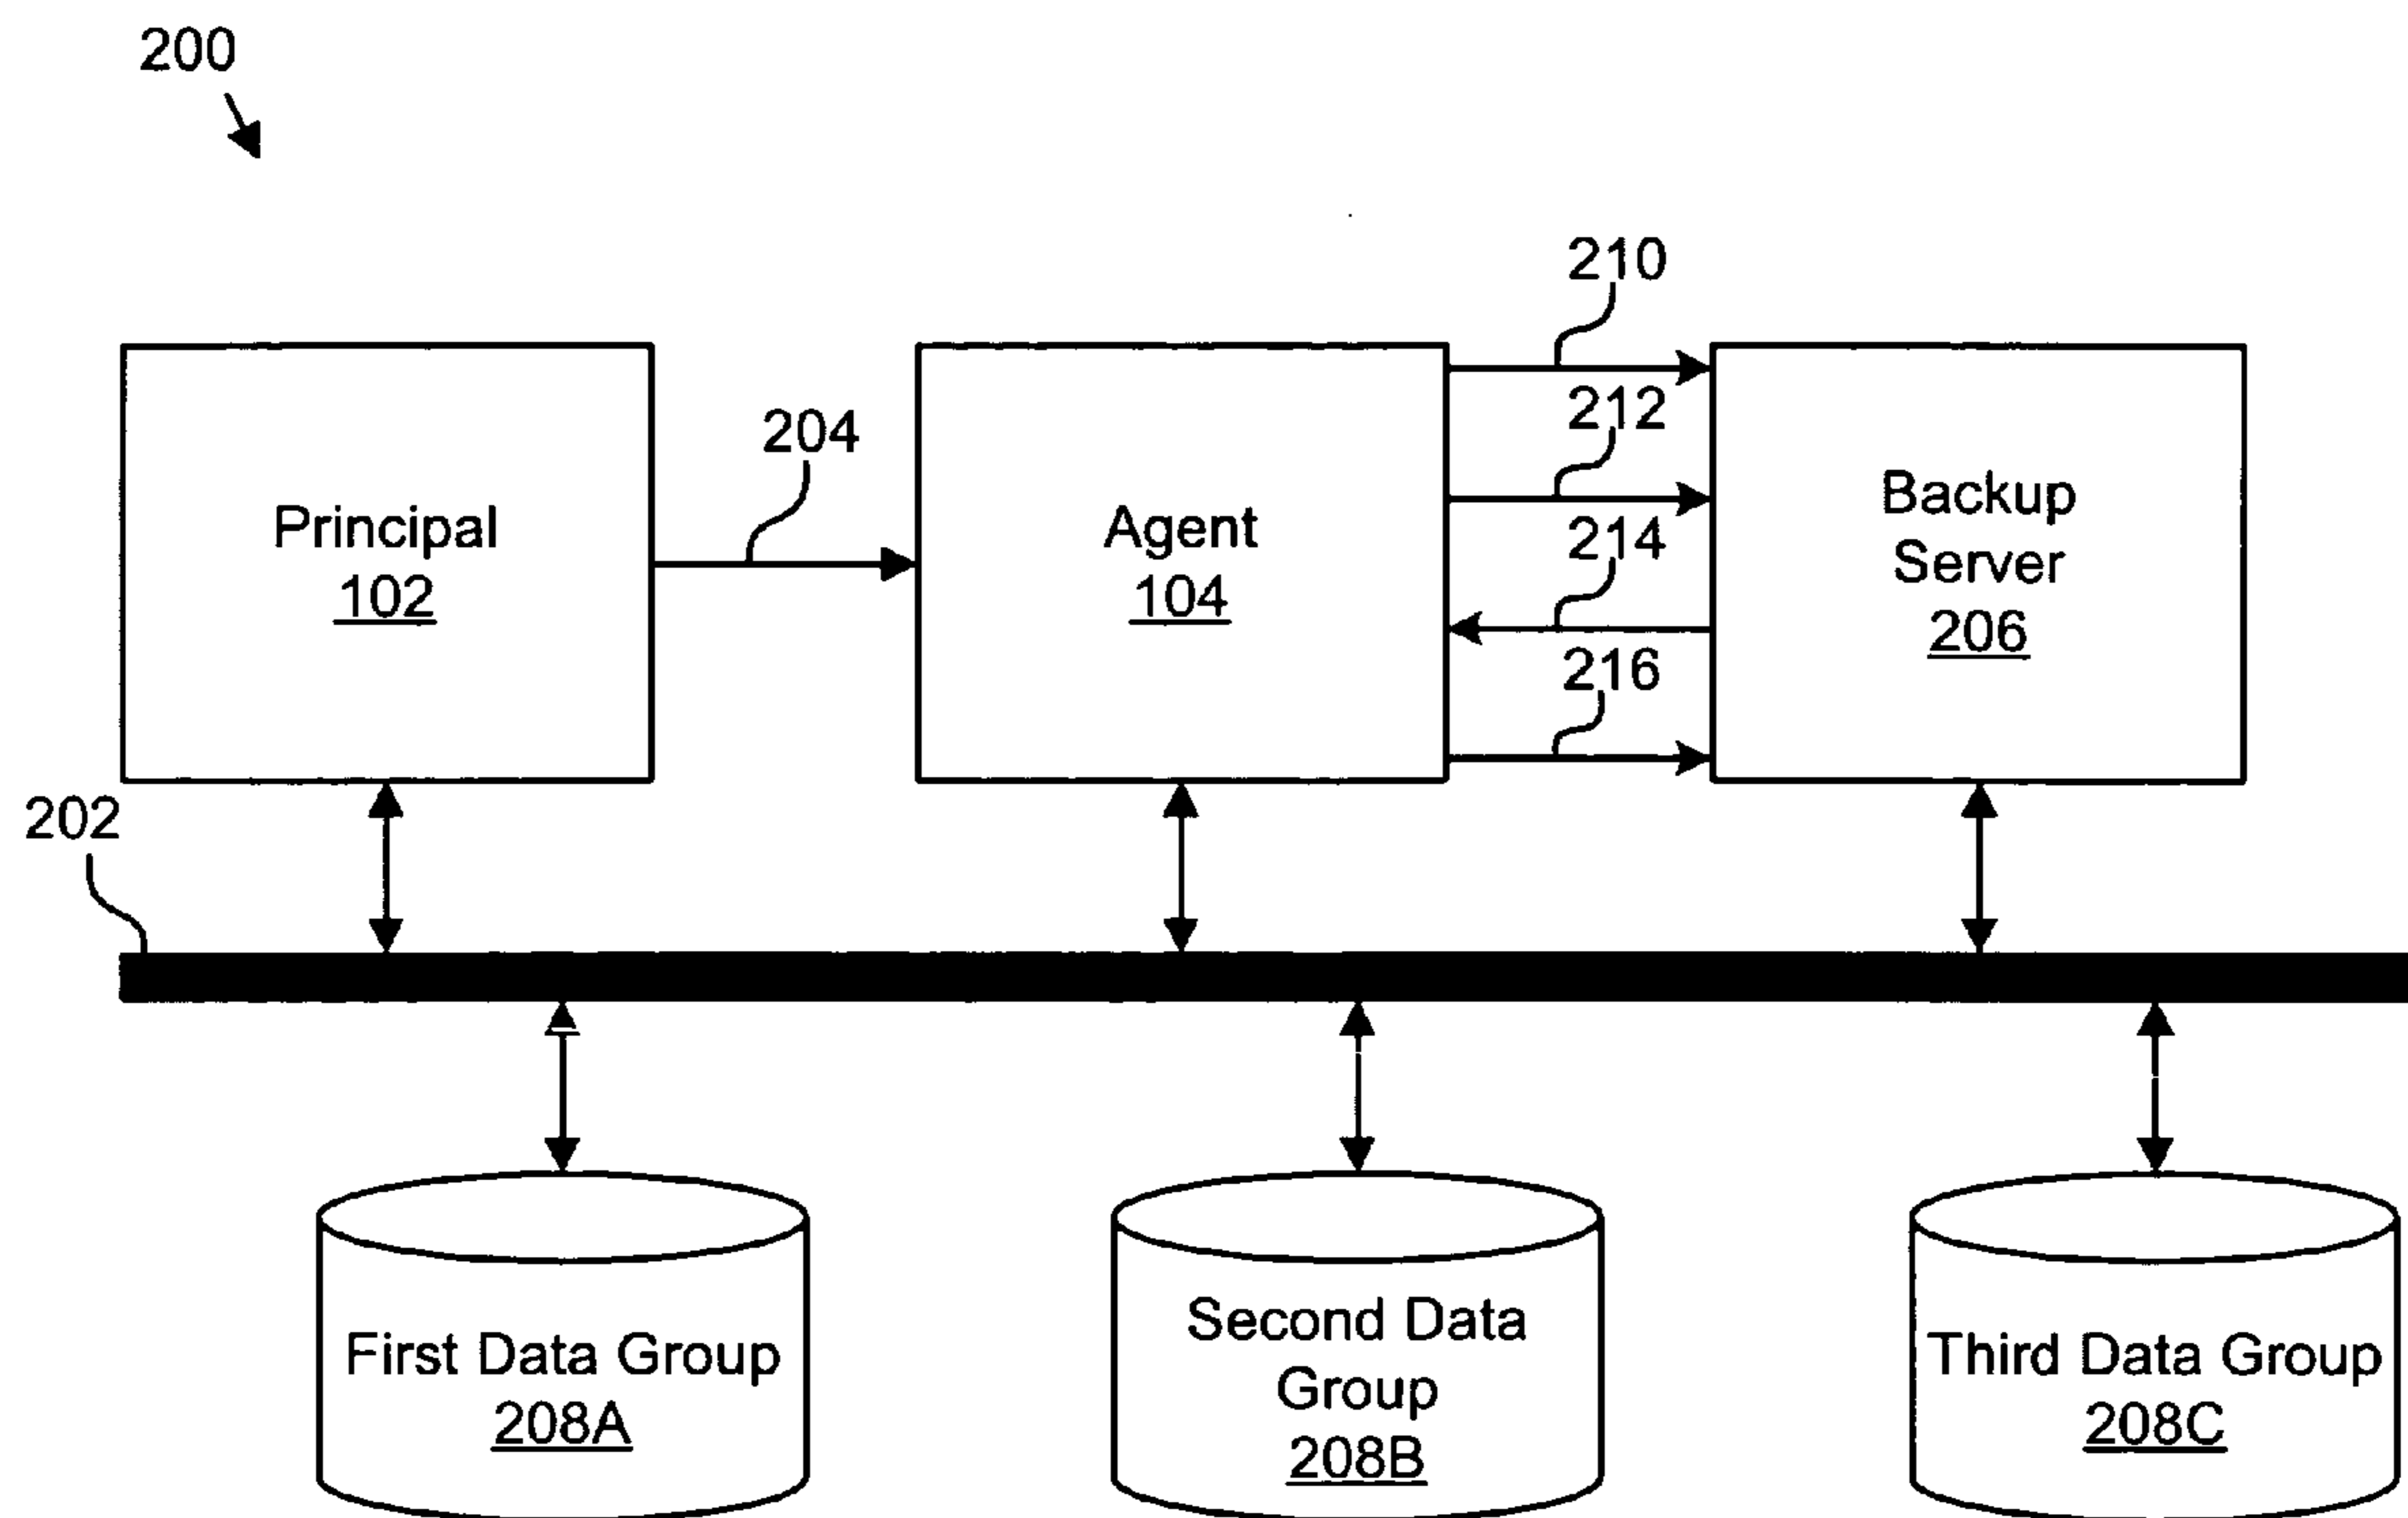 200
210
212
204
214
216
Principal
102
Agent
104
Backup
Server
206
202
First Data Group
208A
Second Data
Group
208B
Third Data Group
208C